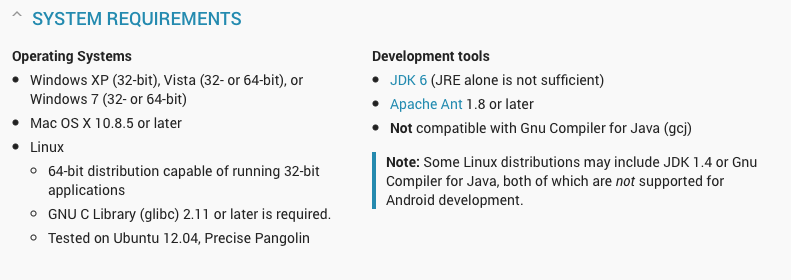 SYSTEM REQUIREMENTS
Operating Systems
Windows XP (32-bit), Vista (32- or 64-bit), or
Windows 7 (32- or 64-bit)
Mac OS X 10.8.5 or later
Linux
64-bit distribution capable of running 32-bit
applications
GNU C Library (glibc) 2.11 or later is required.
Tested on Ubuntu 12.04, Precise Pangolin
Development tools
JDK 6 (JRE alone is not sufficient)
Apache Ant 1.8 or later
Not compatible with Gnu Compiler for Java (gcj)
Note: Some Linux distributions may include JDK 1.4 or Gnu
Compiler for Java, both of which are not supported for
Android development.